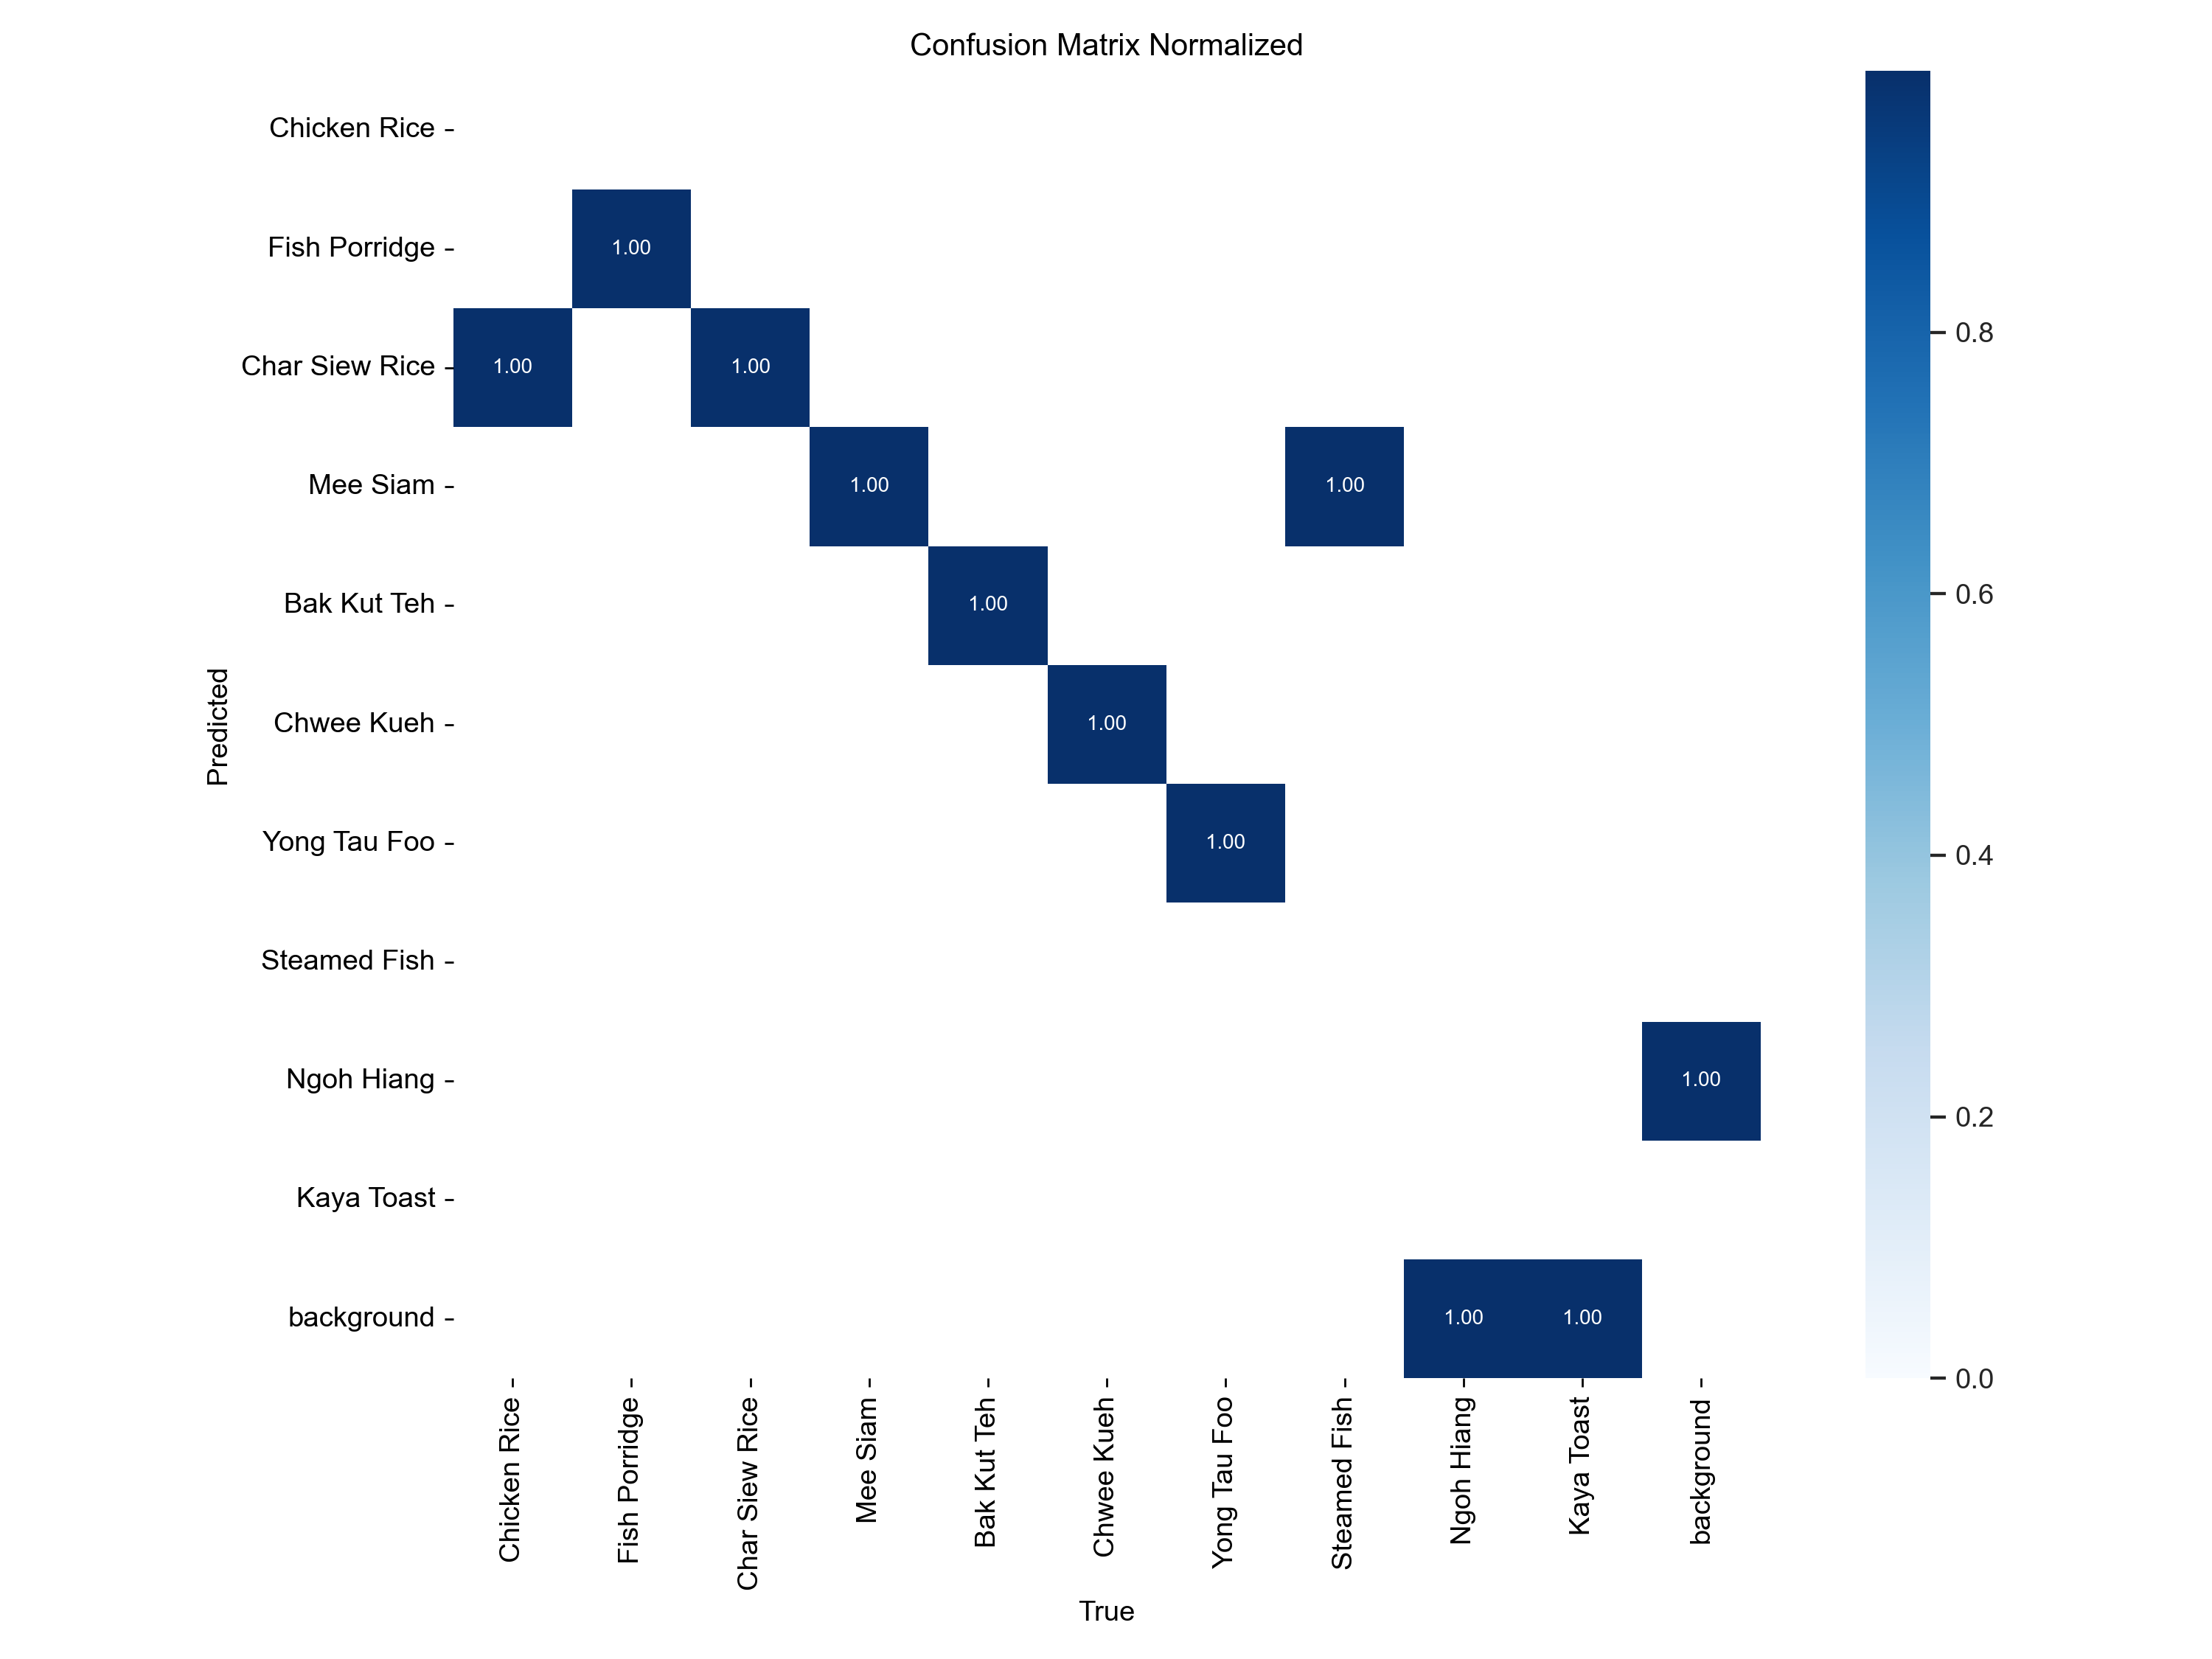 Confusion Matrix Normalized
Chicken Rice
Fish Porridge
1.00
Char Siew Rice
1.00
1.00
0.8
Mee Siam
1.00
1.00
Bak Kut Teh
1.00
0.6
Predicted
Chwee Kueh
1.00
Yong Tau Foo
1.00
0.4
Steamed Fish
Ngoh Hiang
1.00
0.2
Kaya Toast
background
1.00
1.00
0.0
Chicken Rice
Fish Porridge
Char Siew Rice
Mee Siam
Bak Kut Teh
Chwee Kueh
Yong Tau Foo
Steamed Fish
Ngoh Hiang
Kaya Toast
background
True